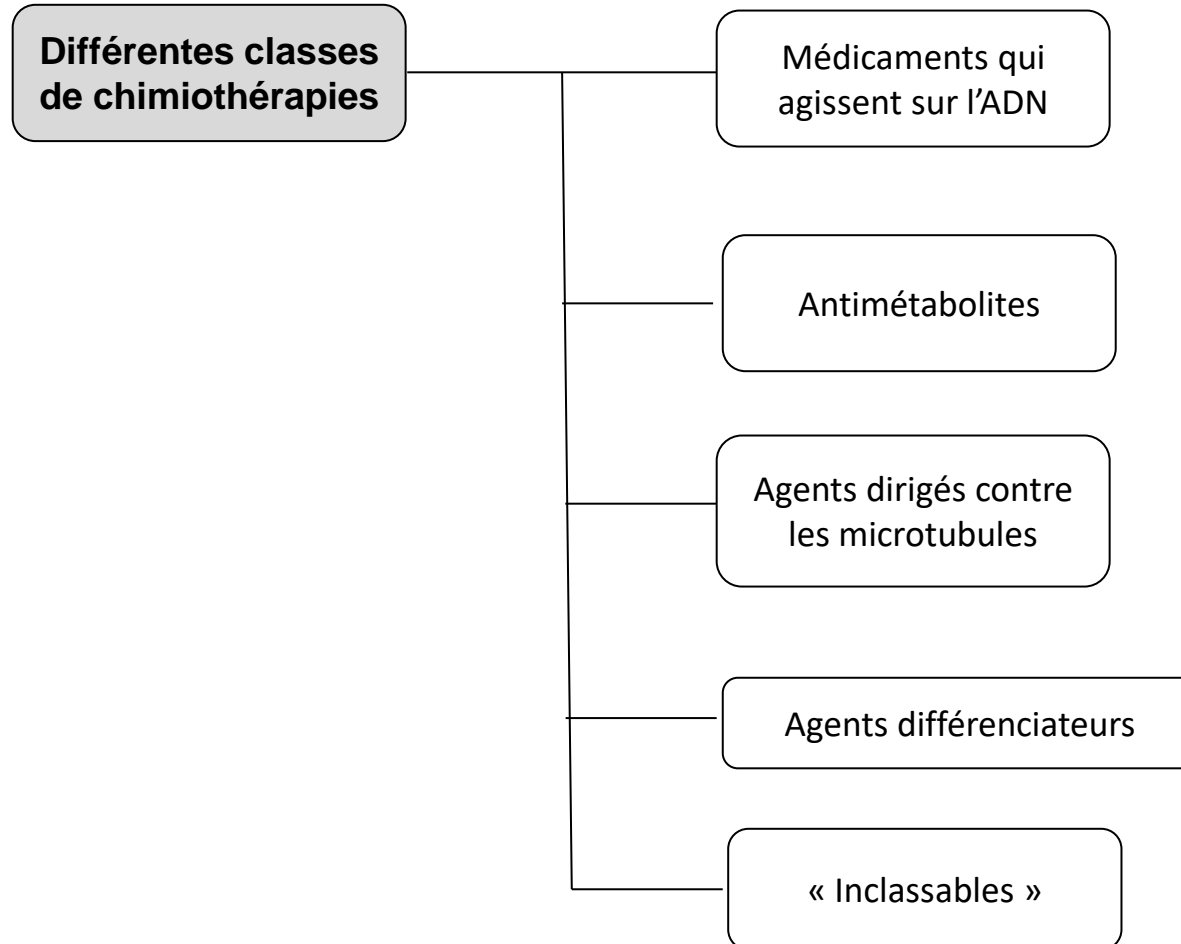 Différentes classes
de chimiothérapies
Médicaments qui
agissent sur l’ADN
Antimétabolites
Agents dirigés contre
les microtubules
Agents différenciateurs
« Inclassables »